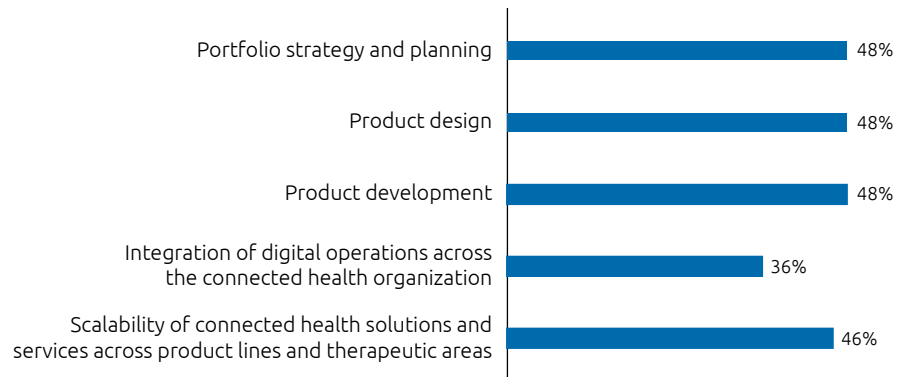 Portfolio strategy and planning 48%
Product design 48%
Product development 48%
Integration of digital operations across
the connected health organization 36%
Scalability of connected health solutions and
services across product lines and therapeutic areas 46%